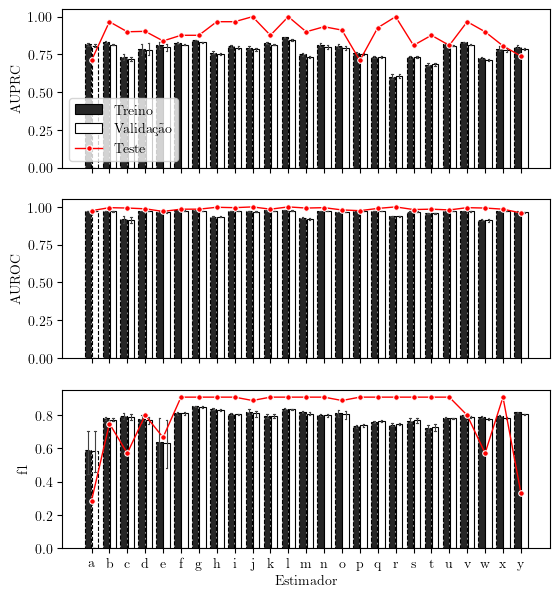 1.00
0.75
0.50
0.25
0.00
AUPRC
Treino
Validação
Teste
1.00
0.75
0.50
0.25
0.00
AUROC
0.8
0.6
0.4
0.2
0.0
f1
a b c d e f g h i j k l m n o p q r s t u v w x y
Estimador